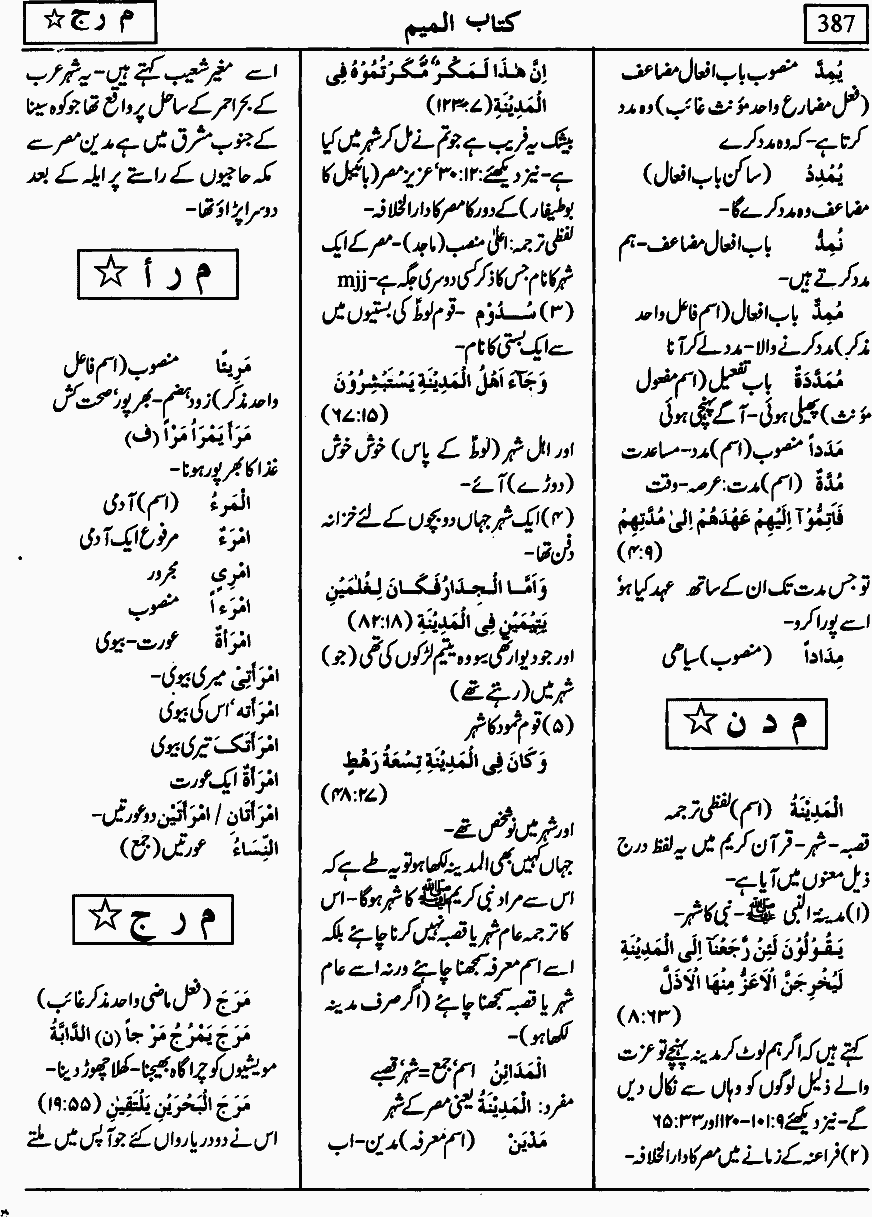 387
کتاب المیم
م ر ج ☆
یُمِدُّ منصوب باب افعال مضاعف
(فعل مضارع واحد مؤنث غائب) وہ مدد
کرتا ہے- کہ وہ مدد کرے
یُمْدِدُ (ساکن باب افعال)
مضاعف وہ مدد کرے گا-
نُمِدُّ باب افعال مضاعف- ہم
مدد کرتے ہیں-
مُمِدٌّ باب افعال (اسم فاعل واحد
مذکر) مدد کرنے والا- مدد لے کر آنا
مُمَدَّدَةٌ باب تفعیل (اسم مفعول
مؤنث) پھیلی ہوئی- آگے پہنچی ہوئی
مَدَداً منصوب (اسم) مدد- مساعدت
مُدَّةٌ (اسم) مدت: عرصہ- وقت
فَاَتِمُّوْٓا اِلَیْهِمْ عَهْدَهُمْ اِلٰی مُدَّتِهِمْ
(۴:۹)
تو جس مدت تک ان کے ساتھ عہد کیا ہو
اسے پورا کرو-
مِدَاداً (منصوب) سیاھی
م د ن ☆
الْمَدِیْنَةُ (اسم) لفظی ترجمہ
قصبہ- شہر- قرآن کریم میں یہ لفظ درج
ذیل معنوں میں آیا ہے-
(۱) مدینۃ النبی ﷺ- نبی کا شہر-
یَقُوْلُوْنَ لَئِنْ رَّجَعْنَآ اِلَی الْمَدِیْنَةِ
لَیُخْرِجَنَّ الْاَعَزُّ مِنْهَا الْاَذَلَّ
(۸:۶۳)
کہتے ہیں کہ اگر ہم لوٹ کر مدینہ پہنچے تو عزت
والے ذلیل لوگوں کو وہاں سے نکال دیں
گے- نیز دیکھئے ۱۰۱:۹-۱۲۰ اور ۶۵:۳۳
(۲) فراعنہ کے زمانے میں مصر کا دار الخلافہ-
اِنَّ هٰذَا لَمَکْرٌ مَّکَرْتُمُوْهُ فِی
الْمَدِیْنَةِ (۱۲۳:۷)
بیشک یہ فریب ہے جو تم نے مل کر شہر میں کیا
ہے- نیز دیکھئے: ۳۰:۱۲ٗ عزیز مصر (بائیکل کا
بوطیفار) کے دور کا مصر کا دار الخلافہ-
لفظی ترجمہ: اعلیٰ منصب (ماجد)- مصر کے ایک
شہر کا نام جس کا ذکر کسی دوسری جگہ ہے- mjj
(۳) سُدُوْم- قوم لوطؑ کی بستیوں میں
سے ایک بستی کا نام-
وَجَآءَ اَهْلُ الْمَدِیْنَةِ یَسْتَبْشِرُوْنَ
(۶۷:۱۵)
اور اہل شہر (لوطؑ کے پاس) خوش خوش
(دوڑے) آئے-
(۴) ایک شہر جہاں دو بچوں کے لئے خزانہ
دفن تھا-
وَاَمَّا الْجِدَارُ فَکَانَ لِغُلٰمَیْنِ
یَتِیْمَیْنِ فِی الْمَدِیْنَةِ (۸۲:۱۸)
اور جو دیوار تھی سو وہ یتیم لڑکوں کی تھی (جو)
شہر میں (رہتے تھے)
(۵) قوم ثمود کا شہر
وَکَانَ فِی الْمَدِیْنَةِ تِسْعَةُ رَهْطٍ
(۴۸:۲۷)
اور شہر میں نو شخص تھے-
جہاں کہیں بھی المدینہ لکھا ہو تو یہ طے ہے کہ
اس سے مراد نبی کریم ﷺ کا شہر ہوگا- اس
کا ترجمہ عام شہر یا قصبہ نہیں کرنا چاہئے بلکہ
اسے اسم معرفہ سمجھنا چاہئے ورنہ اسے عام
شہر یا قصبہ سمجھنا چاہئے (اگر صرف مدینہ
لکھا ہو)-
الْمَدَائِنُ اسم ٗ جمع = شہر ٗ قصبے
مفرد: الْمَدِیْنَةُ یعنی مصر کے شہر
مَدْیَنْ (اسم معرفہ) مدین- اب
اسے مغیر شعیب کہتے ہیں- یہ شہر عرب
کے بحر احمر کے ساحل پر واقع تھا جو کوہ سینا
کے جنوب مشرق میں ہے مدین مصر سے
مکہ حاجیوں کے راستے پر ایلہ کے بعد
دوسرا پڑاؤ تھا-
م ر أ ☆
مَرِیْئًا منصوب (اسم فاعل
واحد مذکر) زود ہضم- بھرپور ٗ صحت کش
مَرَأَ یَمْرَأُ مَرْأً (ف)
غذا کا بھرپور ہونا-
الْمَرءُ (اسم) آدمی
امْرَءٌ مرفوع ایک آدمی
امْرِیٍ مجرور
امْرَءاً منصوب
امْرَأةٌ عورت- بیوی
امْرَأتِیْ میری بیوی-
امْرَأته ٗ اس کی بیوی
امْرَأتکَ تیری بیوی
امْرَأةٌ ایک عورت
امْرَأتَان / امْرَأتَیْن دو عورتیں-
النِّسَاءُ عورتیں (جمع)
م ر ج ☆
مَرَجَ (فعل ماضی واحد مذکر غائب)
مَرَجَ یَمْرُجُ مَرْجاً (ن) الدَّابَّةُ
مویشیوں کو چراگاہ بھیجنا- کھلا چھوڑ دینا-
مَرَجَ الْبَحْرَیْنِ یَلْتَقِیٰنِ (۱۹:۵۵)
اس نے دو دریا رواں کئے جو آپس میں ملتے